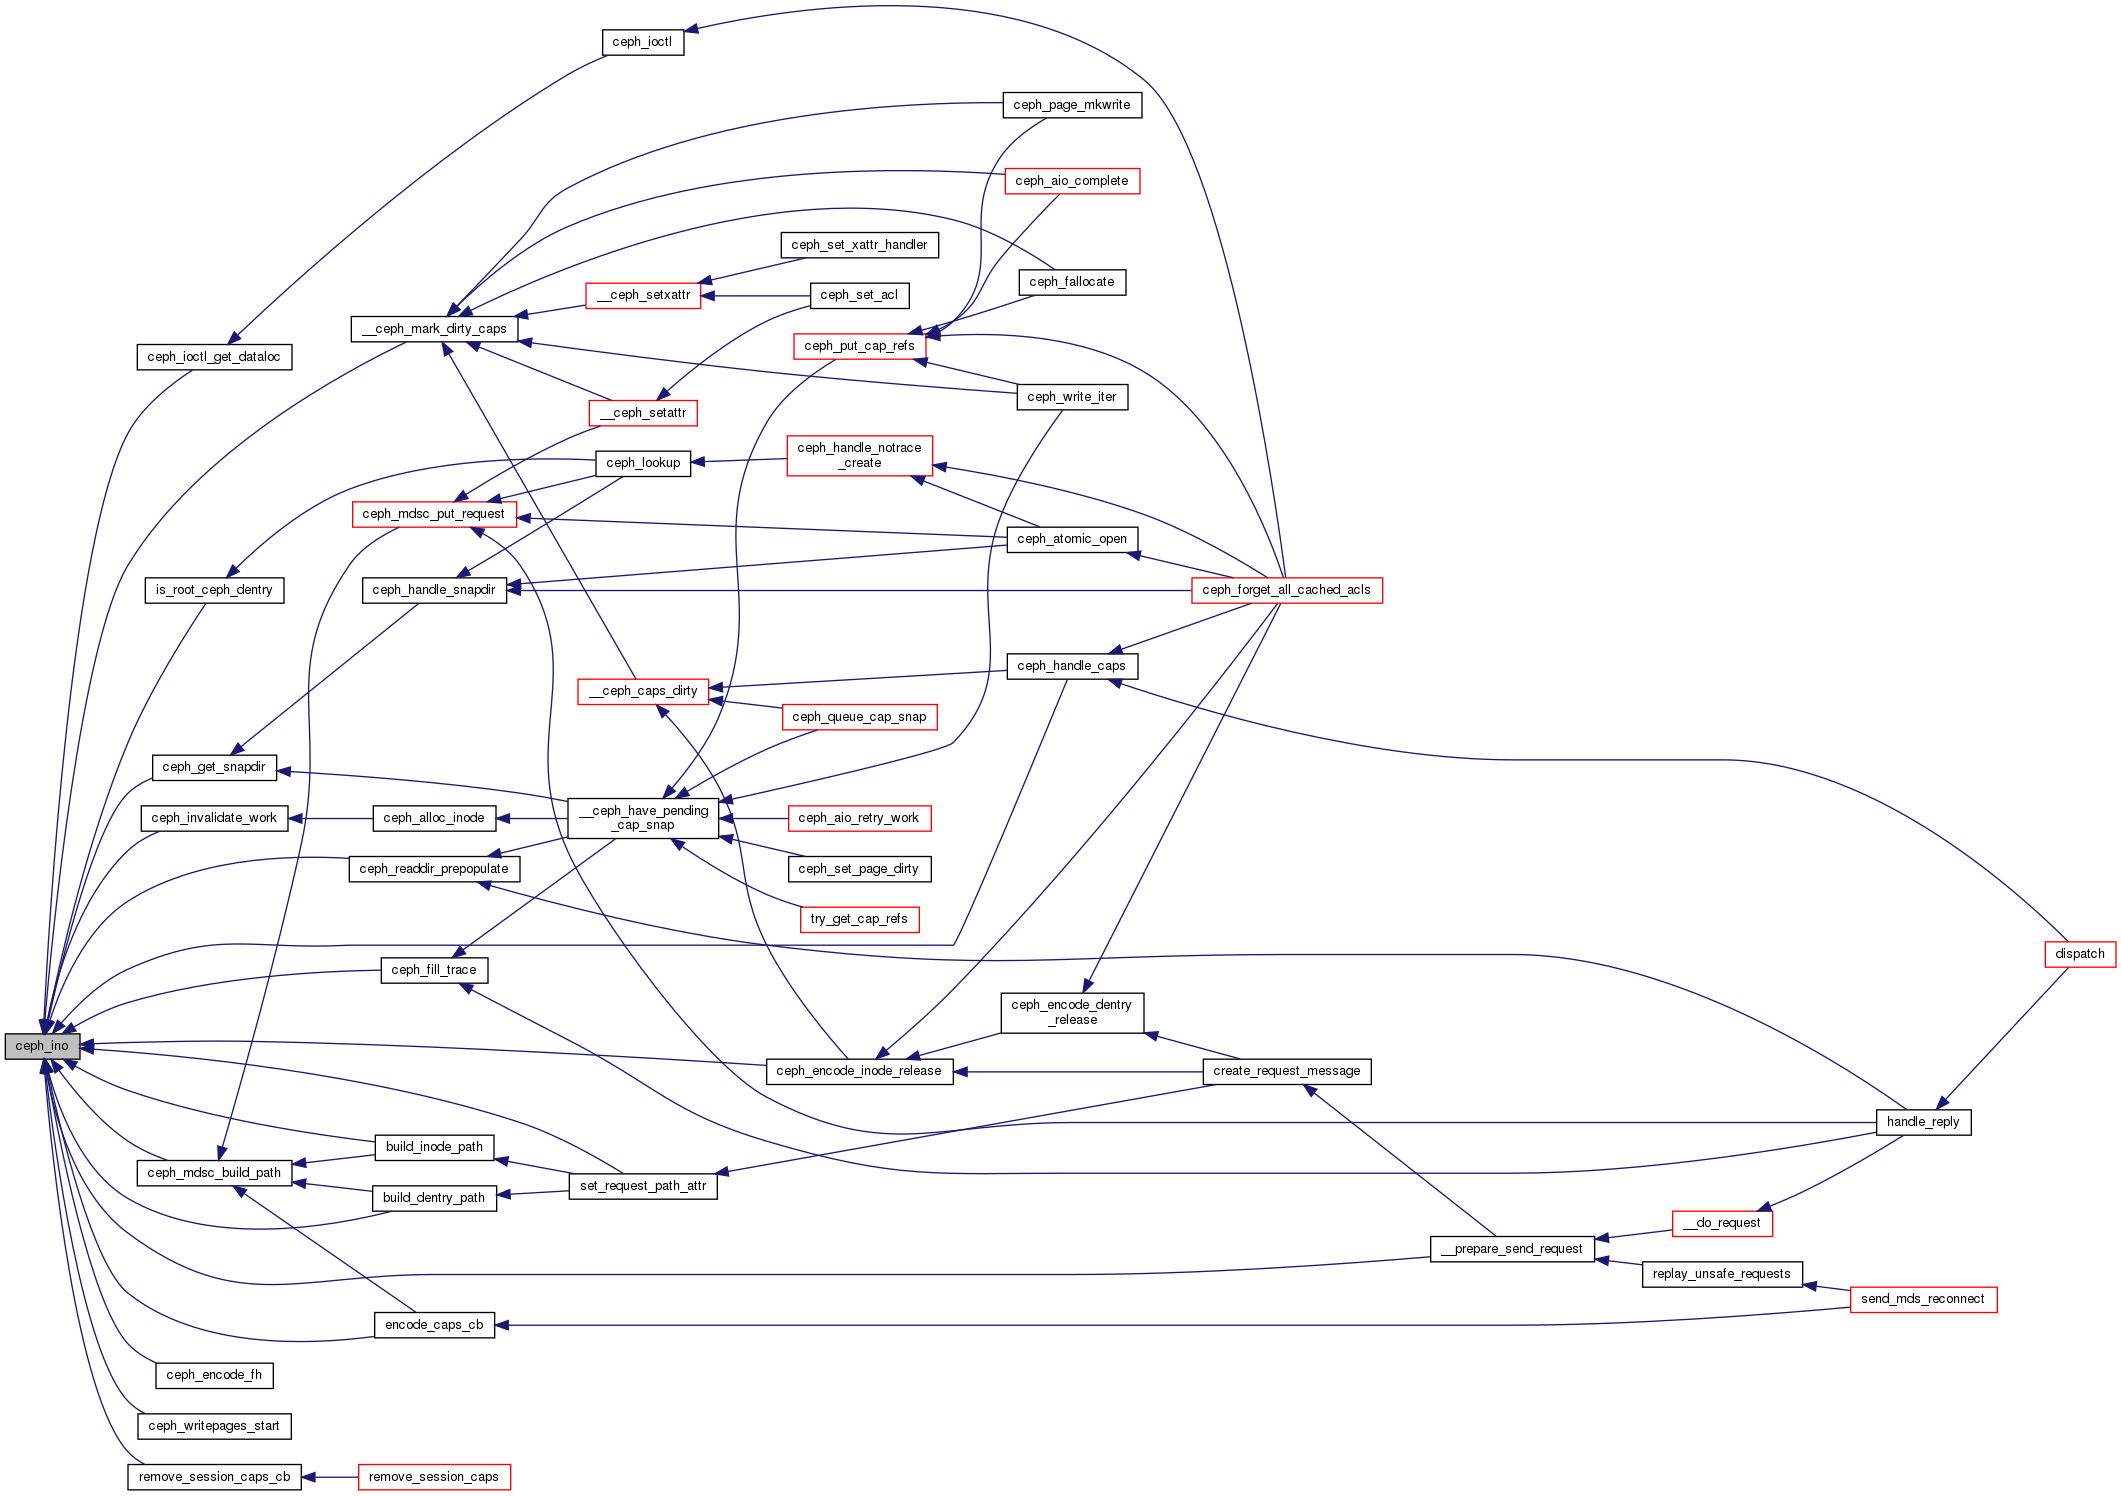 ceph_ioctl
ceph_page_mkwrite
ceph_aio_complete
ceph_set_xattr_handler
ceph_fallocate
__ceph_setxattr
ceph_set_acl
__ceph_mark_dirty_caps
ceph_ioctl_get_dataloc
ceph_put_cap_refs
ceph_write_iter
__ceph_setattr
ceph_handle_notrace
_create
ceph_lookup
ceph_mdsc_put_request
ceph_atomic_open
is_root_ceph_dentry
ceph_handle_snapdir
ceph_forget_all_cached_acls
ceph_handle_caps
__ceph_caps_dirty
ceph_queue_cap_snap
ceph_get_snapdir
ceph_invalidate_work
ceph_alloc_inode
__ceph_have_pending
_cap_snap
ceph_aio_retry_work
ceph_readdir_prepopulate
ceph_set_page_dirty
try_get_cap_refs
dispatch
ceph_fill_trace
ceph_encode_dentry
_release
ceph_ino
ceph_encode_inode_release
create_request_message
handle_reply
build_inode_path
ceph_mdsc_build_path
set_request_path_attr
build_dentry_path
__do_request
__prepare_send_request
replay_unsafe_requests
send_mds_reconnect
encode_caps_cb
ceph_encode_fh
ceph_writepages_start
remove_session_caps_cb
remove_session_caps